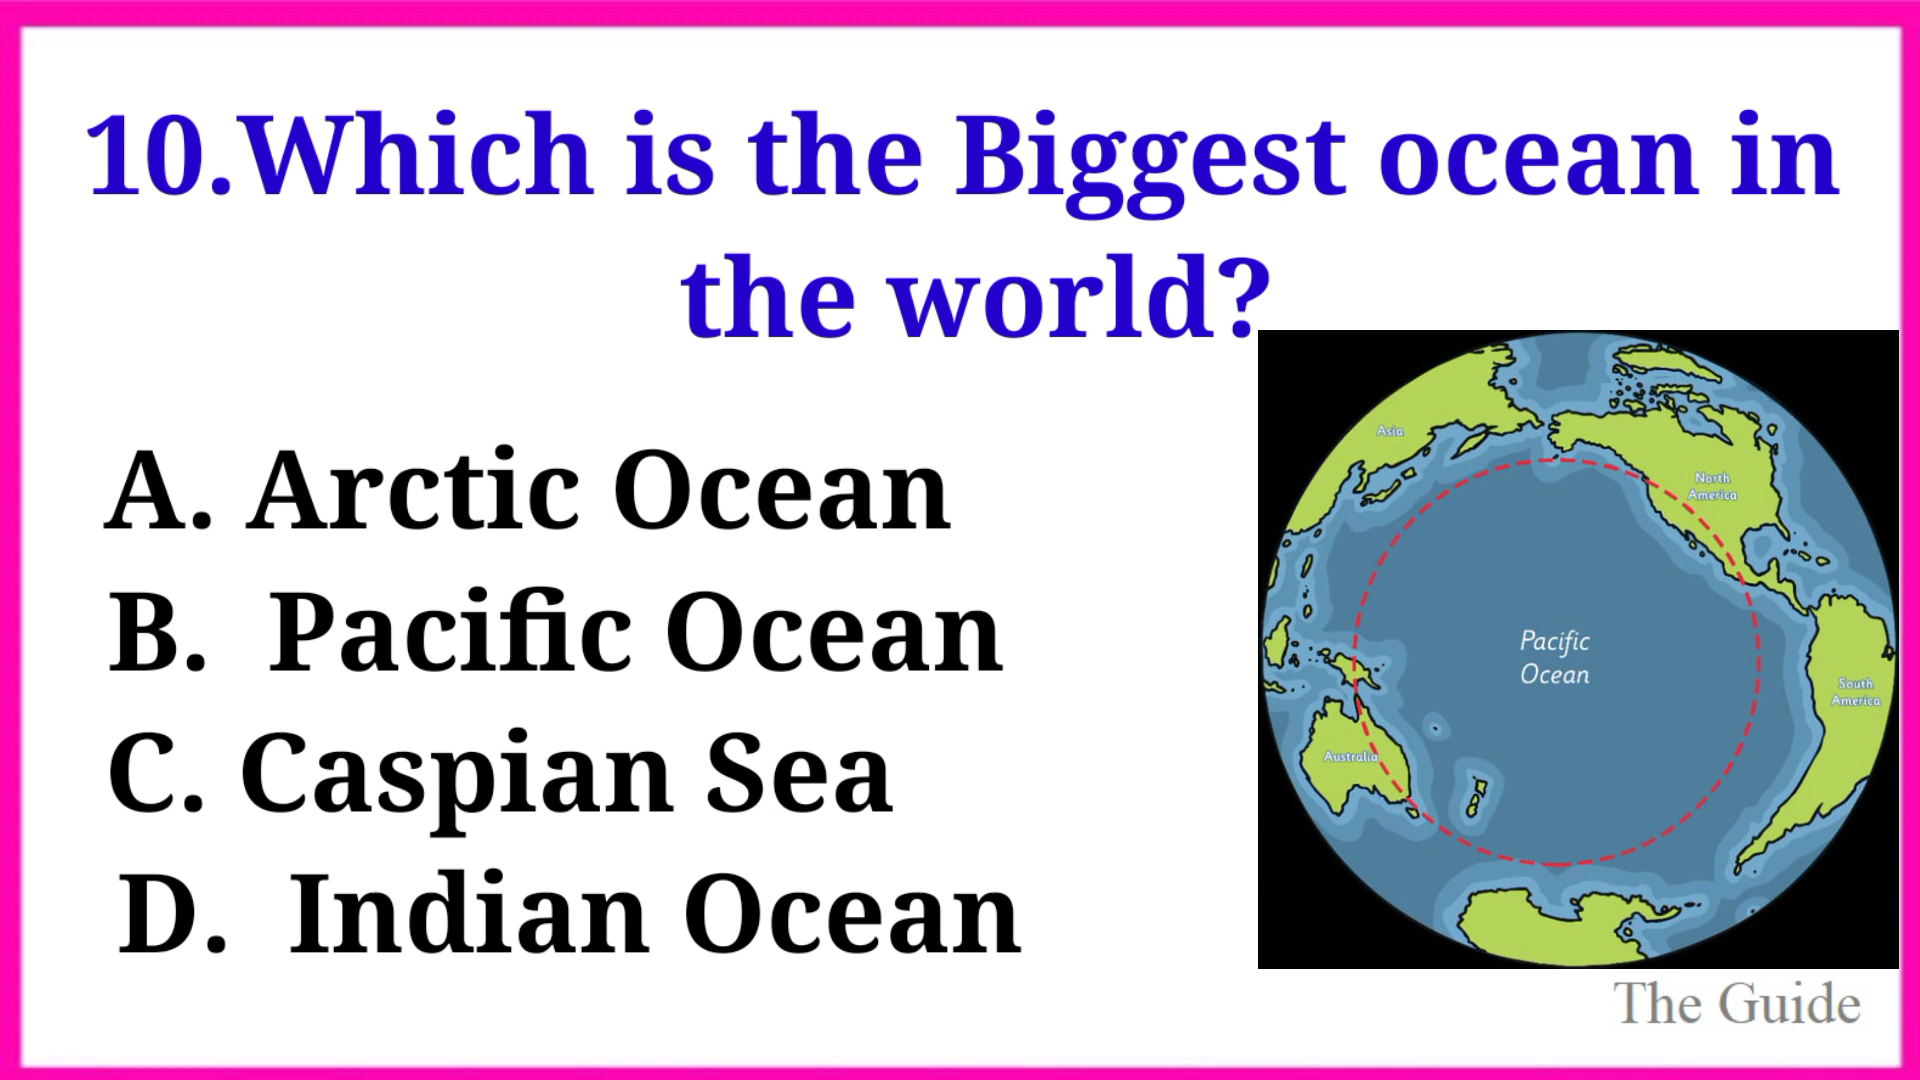 10.Which is the Biggest ocean in
the world?
A. Arctic Ocean
B. Pacific Ocean
C. Caspian Sea
D. Indian Ocean
Asia
North
America
Pacific
Ocean
South
America
Australia
The Guide